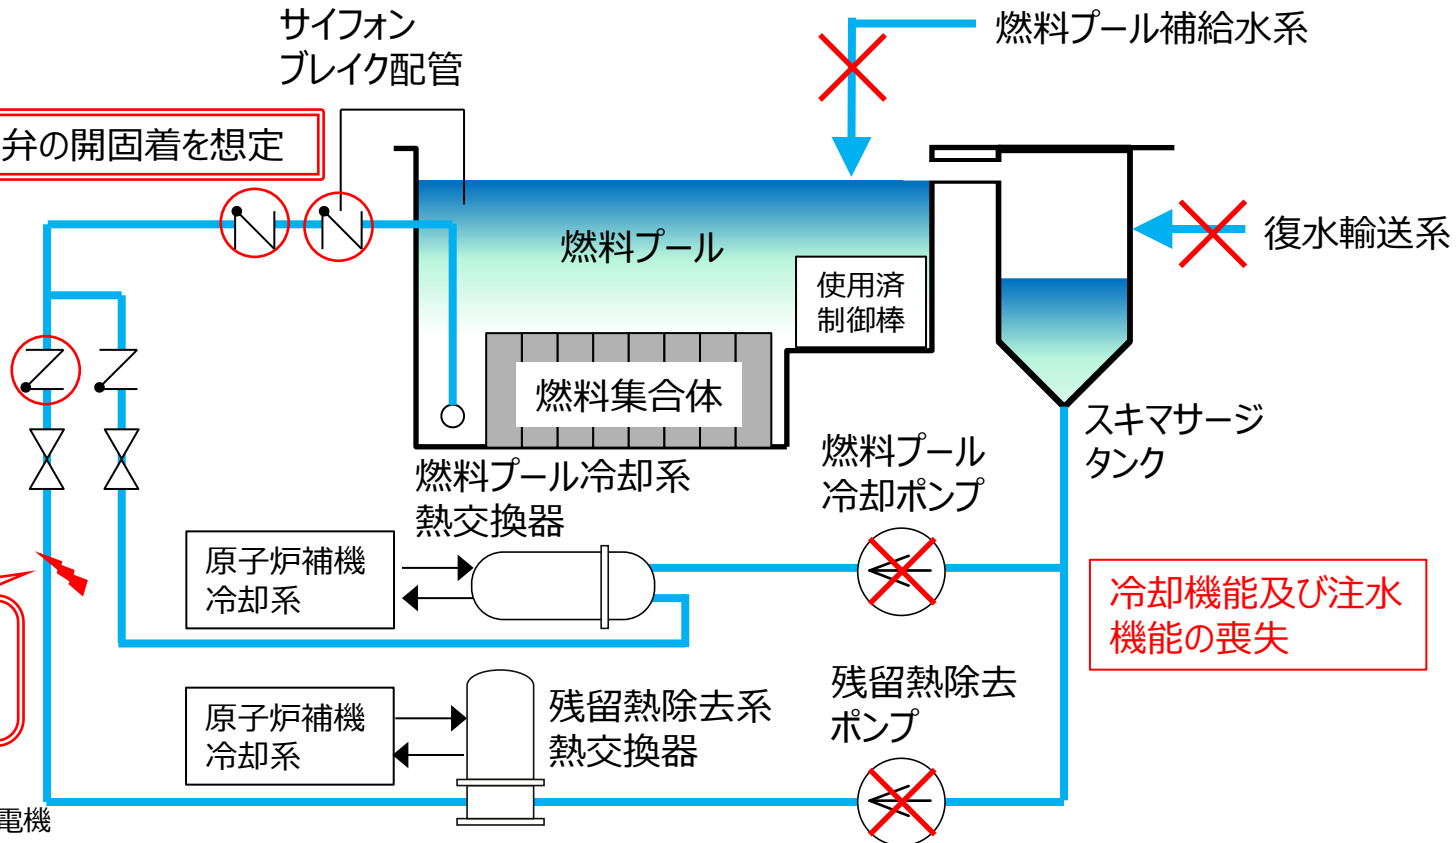 サイフォン
ブレイク配管
燃料プール補給水系
弁の開固着を想定
燃料プール
復水輸送系
使用済
制御棒
燃料集合体
スキマサージ
タンク
燃料プール冷却系
熱交換器
燃料プール
冷却ポンプ
原子炉補機
冷却系
冷却機能及び注水
機能の喪失
原子炉補機
冷却系
残留熱除去系
熱交換器
残留熱除去
ポンプ
電機